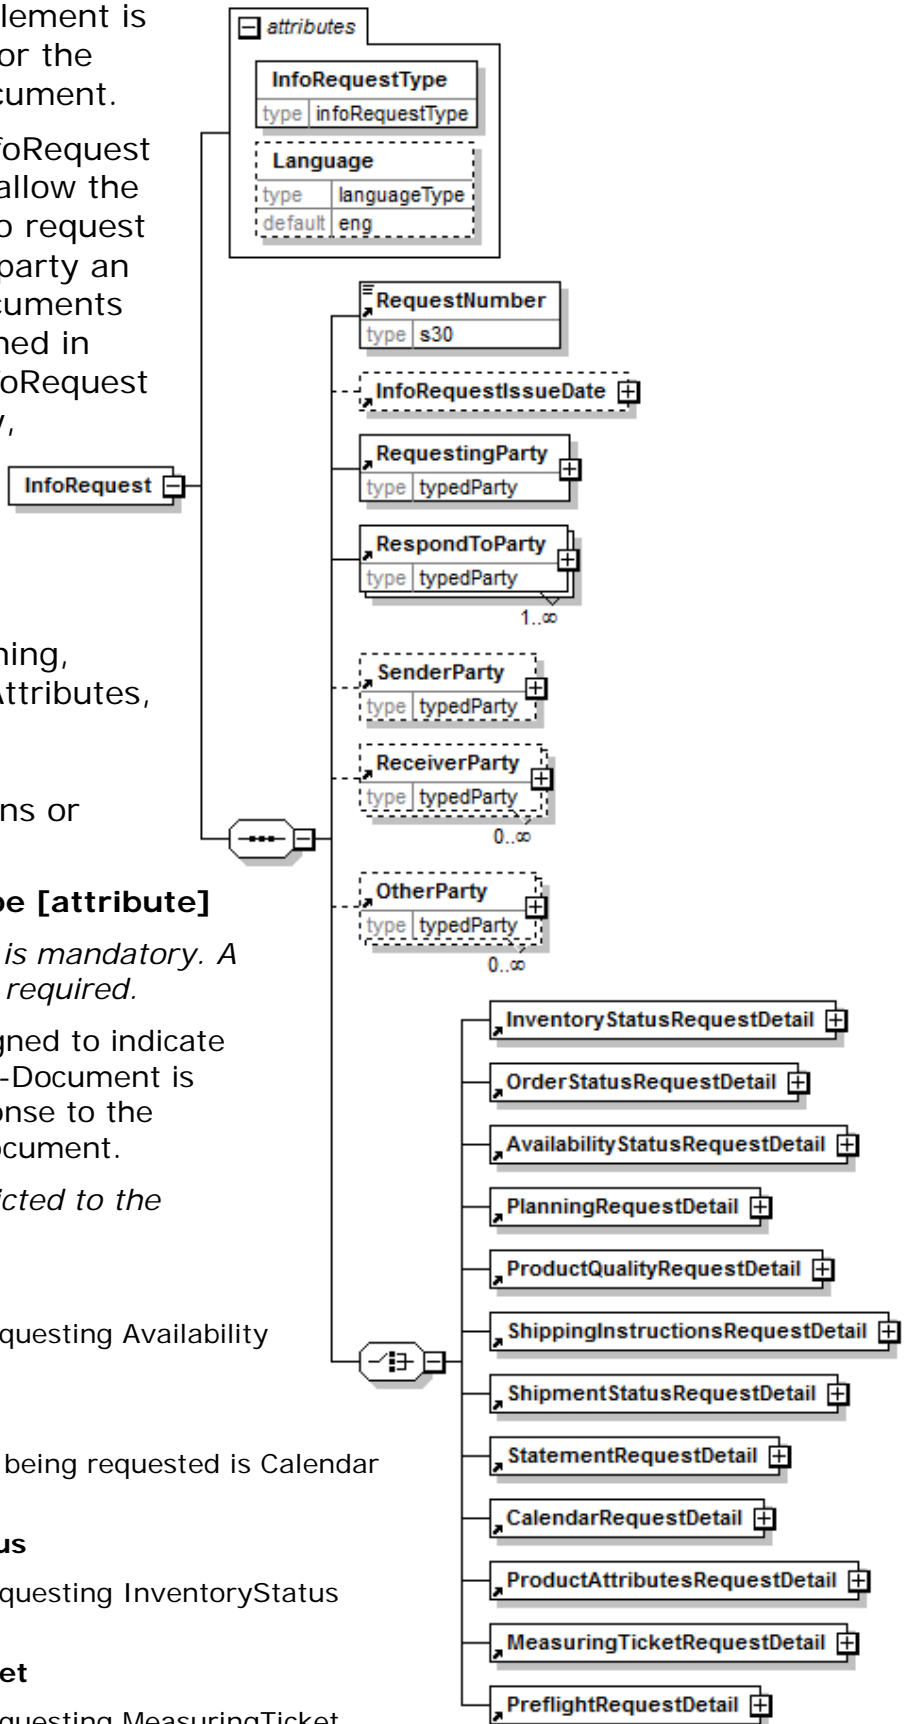 lement is
or the
cument.
foRequest
allow the
o request
party an
cuments
ned in
foRequest
,
ning,
Attributes,
ns or
pe [attribute]
is mandatory. A
required.
gned to indicate
-Document is
onse to the
ocument.
icted to the
questing Availability
being requested is Calendar
us
questing InventoryStatus
et
questing MeasuringTicket
attributes
InfoRequestType
type infoRequestType
Language
type languageType
default eng
InfoRequest
RequestNumber
type s30
InfoRequestIssueDate
RequestingParty
type typedParty
RespondToParty
type typedParty
1..∞
SenderParty
type typedParty
ReceiverParty
type typedParty
0..∞
OtherParty
type typedParty
0..∞
InventoryStatusRequestDetail
OrderStatusRequestDetail
AvailabilityStatusRequestDetail
PlanningRequestDetail
ProductQualityRequestDetail
ShippingInstructionsRequestDetail
ShipmentStatusRequestDetail
StatementRequestDetail
CalendarRequestDetail
ProductAttributesRequestDetail
MeasuringTicketRequestDetail
PreflightRequestDetail